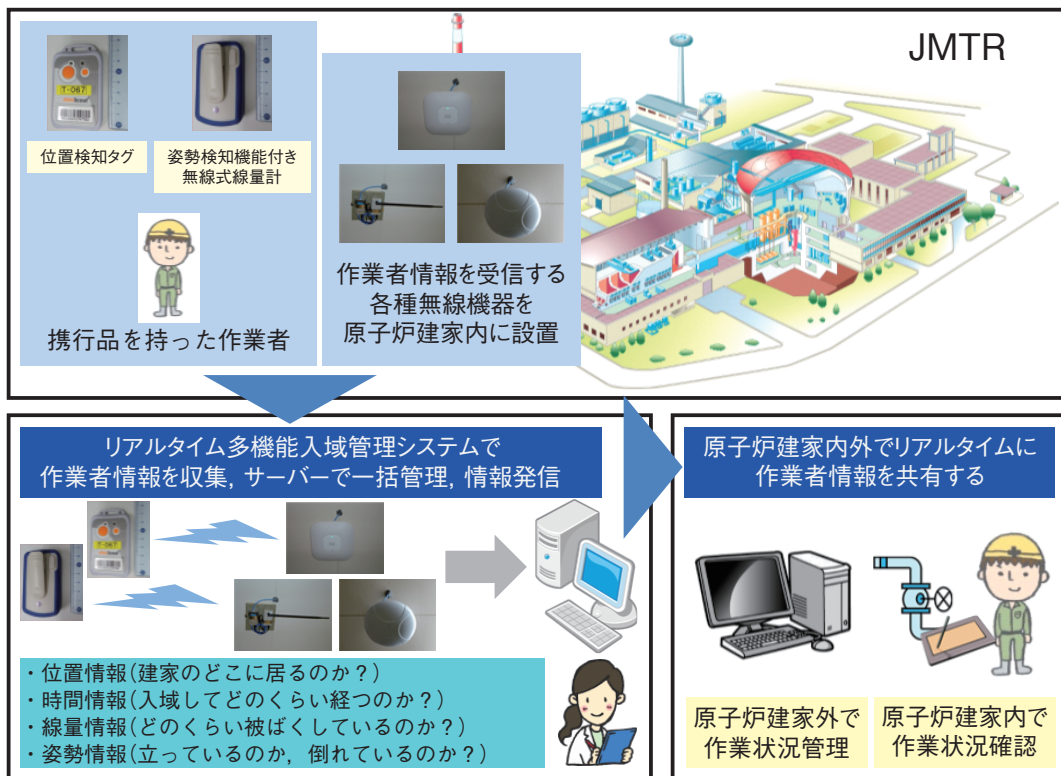 JMTR
T-067
位置検知タグ
姿勢検知機能付き
無線式線量計
携行品を持った作業者
作業者情報を受信する
各種無線機器を
原子炉建家内に設置
リアルタイム多機能入域管理システムで
作業者情報を収集, サーバーで一括管理, 情報発信
T-067
・位置情報(建家のどこに居るのか？)
・時間情報(入域してどのくらい経つのか？)
・線量情報(どのくらい被ばくしているのか？)
・姿勢情報(立っているのか, 倒れているのか？)
原子炉建家内外でリアルタイムに
作業者情報を共有する
原子炉建家外で
作業状況管理
原子炉建家内で
作業状況確認